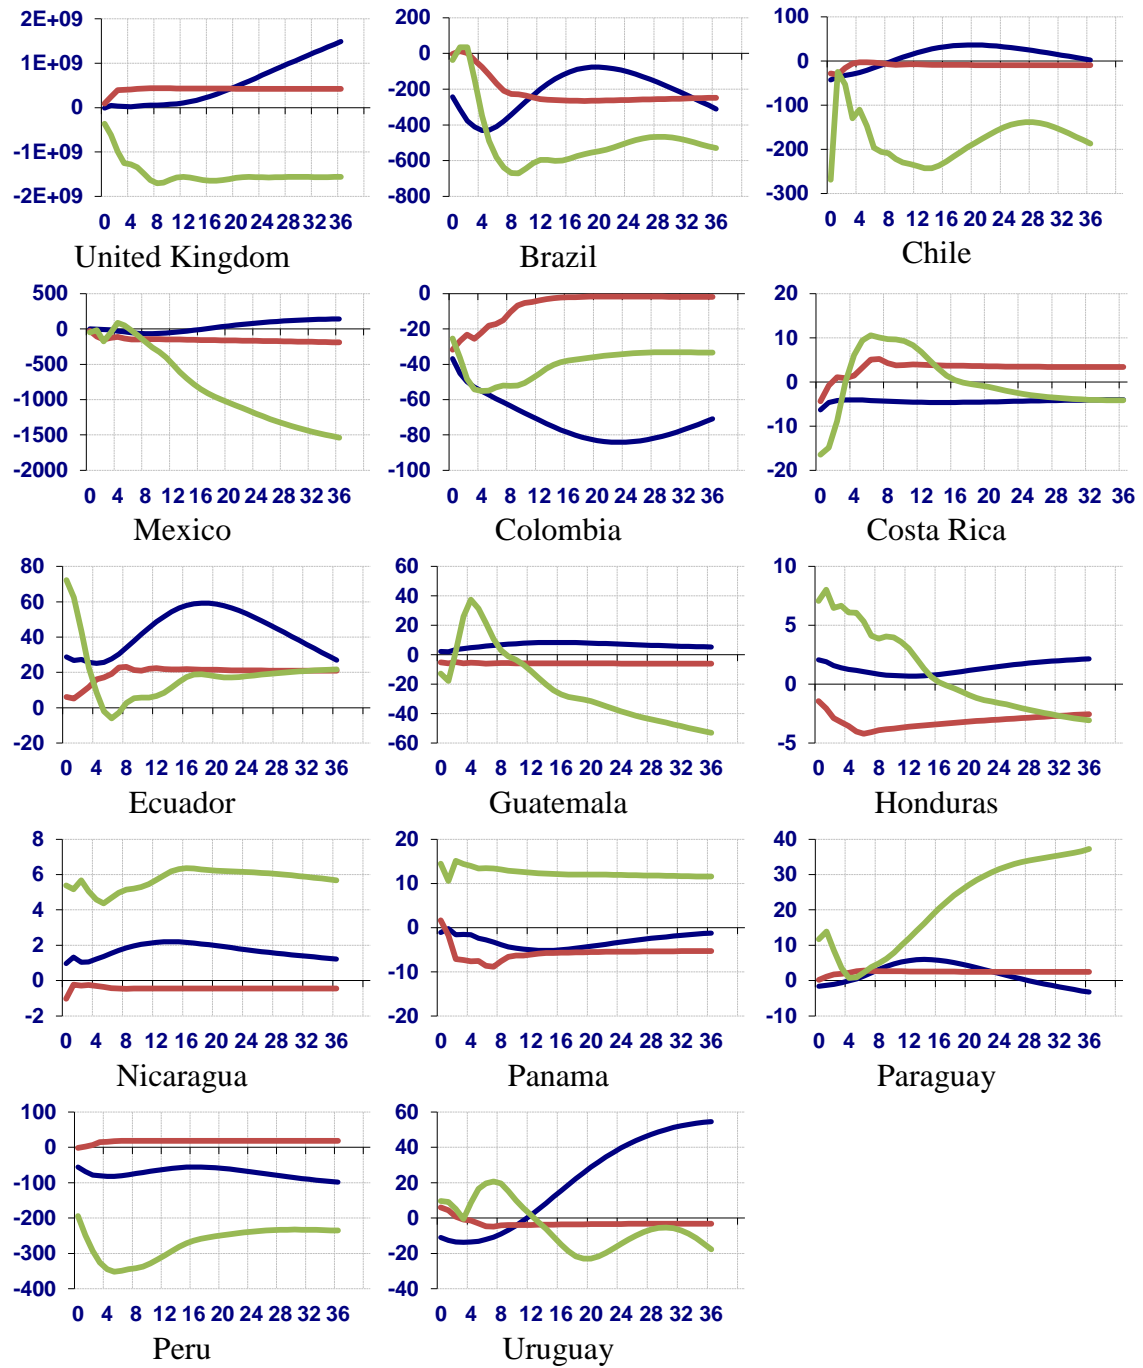 2E+09
1E+09
0
-1E+09
-2E+09
0 4 8 12 16 20 24 28 32 36
United Kingdom
200
0
-200
-400
-600
-800
0 4 8 12 16 20 24 28 32 36
Brazil
100
0
-100
-200
-300
0 4 8 12 16 20 24 28 32 36
Chile
500
0
-500
-1000
-1500
-2000
0 4 8 12 16 20 24 28 32 36
Mexico
0
-20
-40
-60
-80
-100
0 4 8 12 16 20 24 28 32 36
Colombia
20
10
0
-10
-20
0 4 8 12 16 20 24 28 32 36
Costa Rica
80
60
40
20
0
-20
0 4 8 12 16 20 24 28 32 36
Ecuador
60
40
20
0
-20
-40
-60
0 4 8 12 16 20 24 28 32 36
Guatemala
10
5
0
-5
0 4 8 12 16 20 24 28 32 36
Honduras
8
6
4
2
0
-2
0 4 8 12 16 20 24 28 32 36
Nicaragua
20
10
0
-10
-20
0 4 8 12 16 20 24 28 32 36
Panama
40
30
20
10
0
-10
0 4 8 12 16 20 24 28 32 36
Paraguay
100
0
-100
-200
-300
-400
0 4 8 12 16 20 24 28 32 36
Peru
60
40
20
0
-20
-40
0 4 8 12 16 20 24 28 32 36
Uruguay